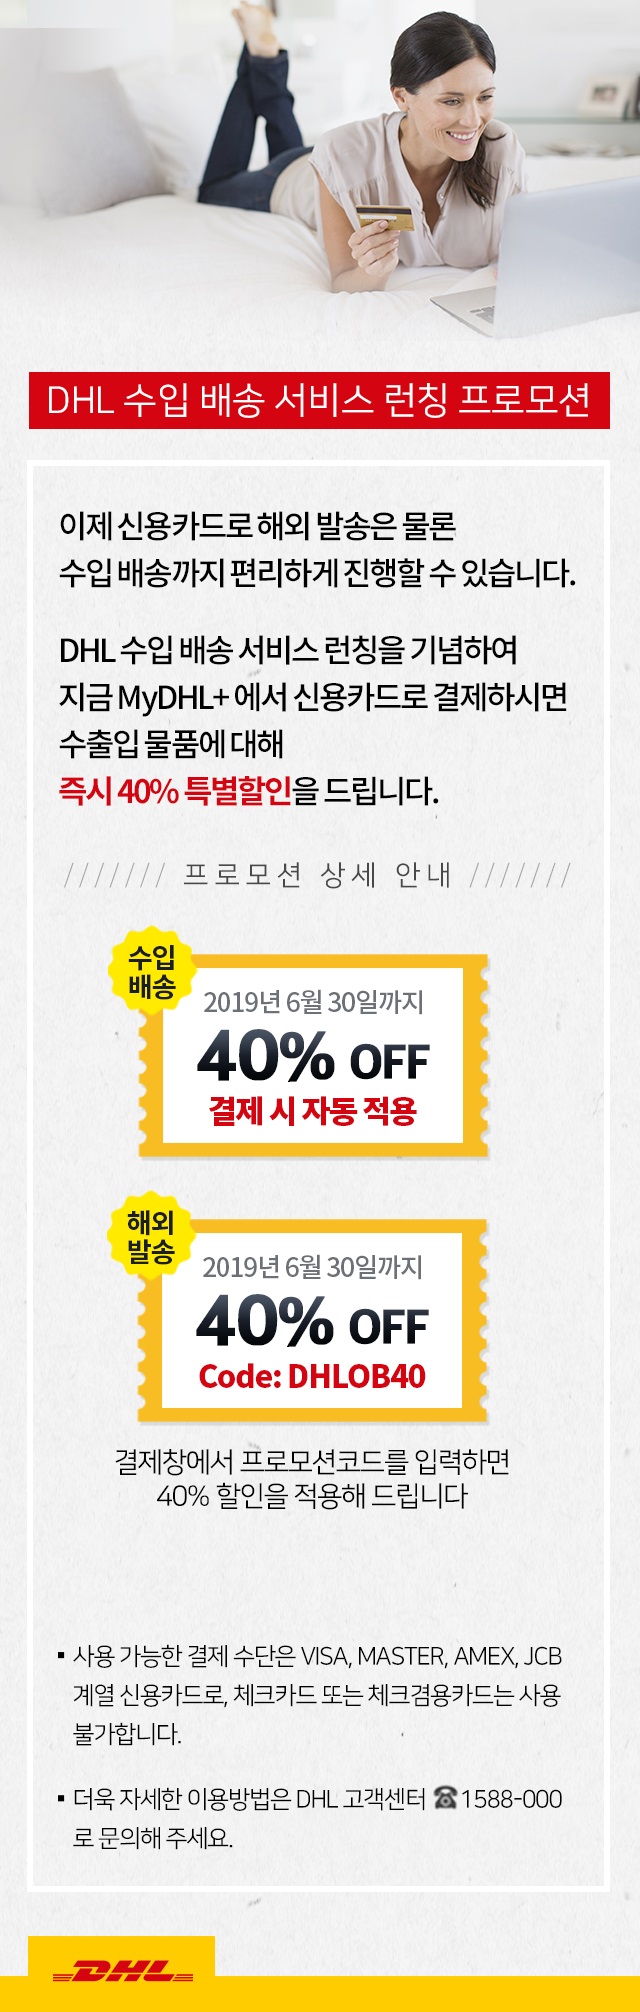 DHL 수입 배송 서비스 런칭 프로모션
이제 신용카드로 해외 발송은 물론
수입 배송까지 편리하게 진행할 수 있습니다.
DHL 수입 배송 서비스 런칭을 기념하여
지금 MyDHL+ 에서 신용카드로 결제하시면
수출입 물품에 대해
즉시 40% 특별할인을 드립니다.
/////// 프로모션 상세 안내 ///////
수입
배송
2019년 6월 30일까지
40% OFF
결제 시 자동 적용
해외
발송
2019년 6월 30일까지
40% OFF
Code: DHLOB40
결제창에서 프로모션코드를 입력하면
40% 할인을 적용해 드립니다
▪ 사용 가능한 결제 수단은 VISA, MASTER, AMEX, JCB
계열 신용카드로, 체크카드 또는 체크겸용카드는 사용
불가합니다.
▪ 더욱 자세한 이용방법은 DHL 고객센터 ☎1588-000
로 문의해 주세요.
DHL